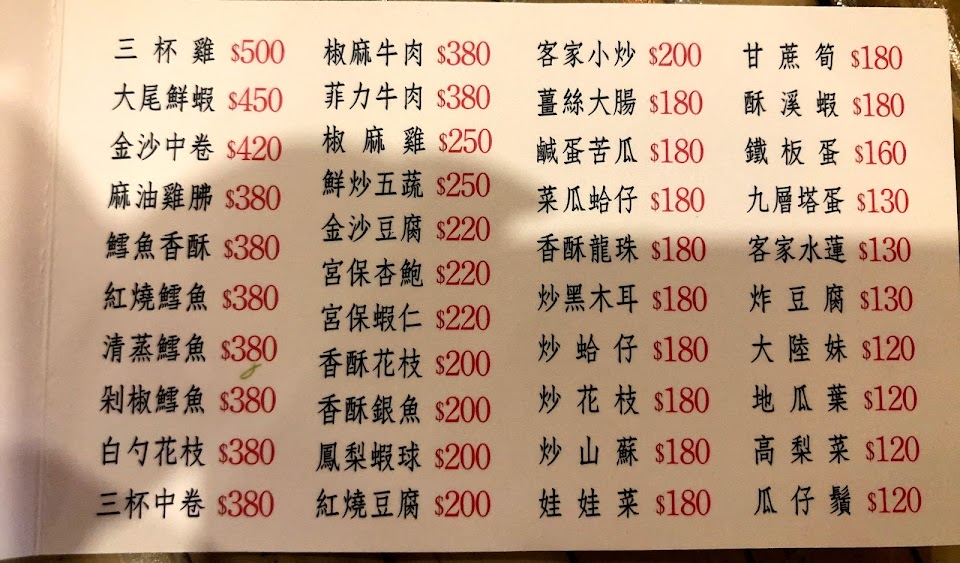 三杯雞 $500
大尾鮮蝦 $450
金沙中卷 $420
麻油雞胇 $380
鱈魚香酥 $380
紅燒鱈魚 $380
清蒸鱈魚 $380
剁椒鱈魚 $380
白勺花枝 $380
三杯中卷 $380
椒麻牛肉 $380
菲力牛肉 $380
椒麻雞 $250
鮮炒五蔬 $250
金沙豆腐 $220
宮保杏鮑 $220
宮保蝦仁 $220
香酥花枝 $200
香酥銀魚 $200
鳳梨蝦球 $200
紅燒豆腐 $200
客家小炒 $200
薑絲大腸 $180
鹹蛋苦瓜 $180
菜瓜蛤仔 $180
香酥龍珠 $180
炒黑木耳 $180
炒蛤仔 $180
炒花枝 $180
炒山蘇 $180
娃娃菜 $180
甘蔗筍 $180
酥溪蝦 $180
鐵板蛋 $160
九層塔蛋 $130
客家水蓮 $130
炸豆腐 $130
大陸妹 $120
地瓜葉 $120
高梨菜 $120
瓜仔鬚 $120